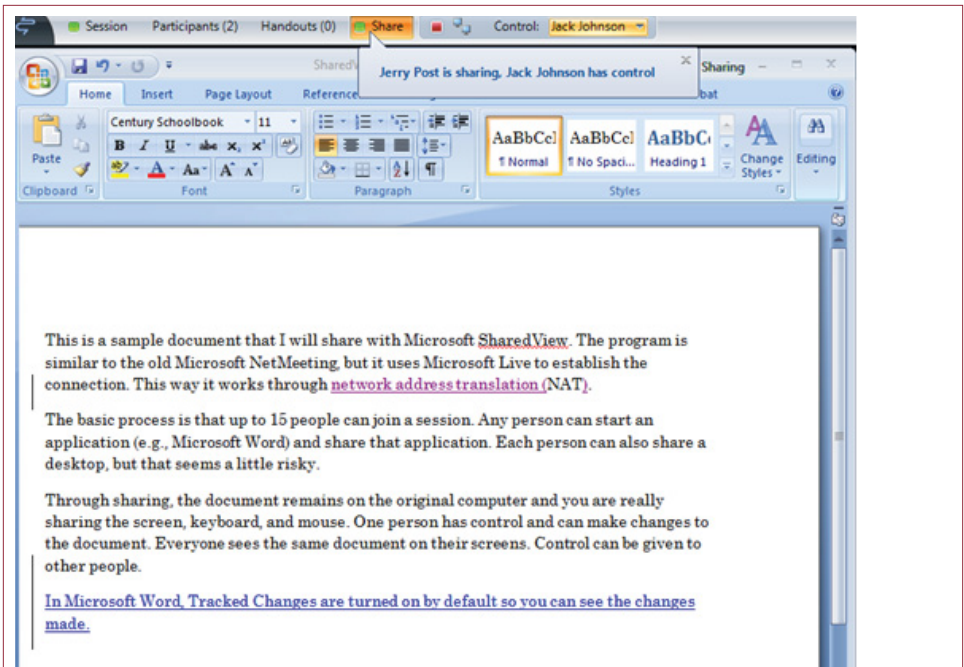 Session Participants (2) Handouts (0) Share Control: Jack Johnson
Jerry Post is sharing, Jack Johnson has control
Sharing
Home Insert Page Layout
Century Schoolbook 11
B I U abc x, x²
Aa A A
AaBbCcI AaBbCcI AaBbC
¶ Normal ¶ No Spaci... Heading 1
Paste
Change Styles
Editing
Clipboard Font Paragraph Styles
This is a sample document that I will share with Microsoft SharedView. The program is
similar to the old Microsoft NetMeeting, but it uses Microsoft Live to establish the
connection. This way it works through network address translation (NAT).
The basic process is that up to 15 people can join a session. Any person can start an
application (e.g., Microsoft Word) and share that application. Each person can also share a
desktop, but that seems a little risky.
Through sharing, the document remains on the original computer and you are really
sharing the screen, keyboard, and mouse. One person has control and can make changes to
the document. Everyone sees the same document on their screens. Control can be given to
other people.
In Microsoft Word, Tracked Changes are turned on by default so you can see the changes
made.